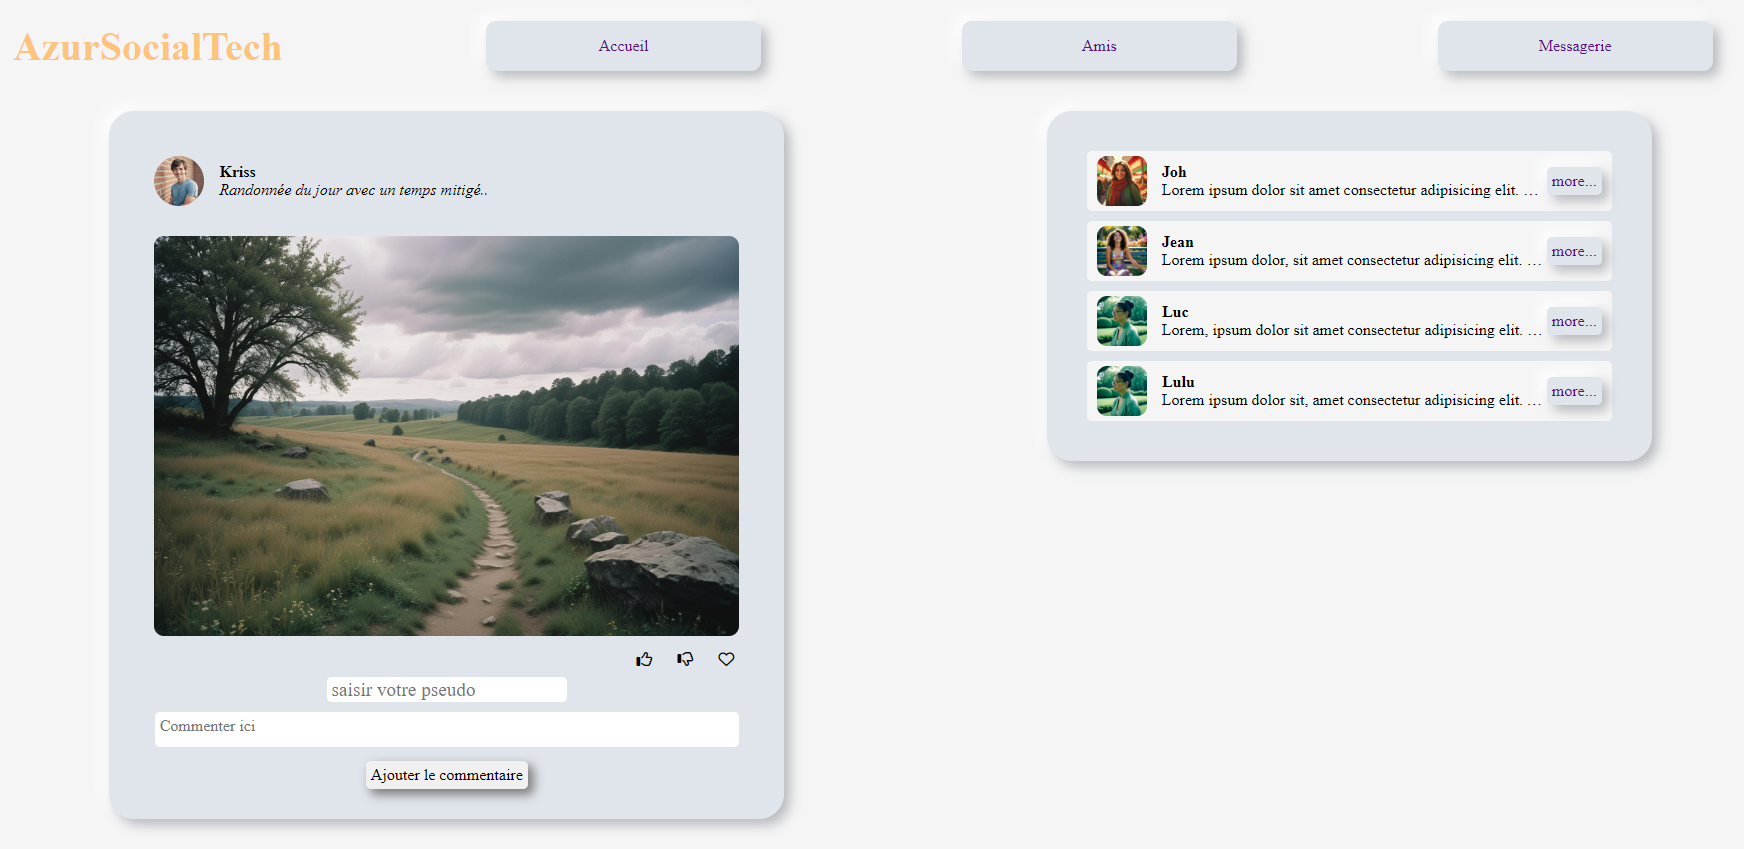 AzurSocialTech
Accueil
Amis
Messagerie
Kriss
Randonnée du jour avec un temps mitigé..
saisir votre pseudo
Commenter ici
Ajouter le commentaire
Joh
Lorem ipsum dolor sit amet consectetur adipisicing elit. …
more...
Jean
Lorem ipsum dolor, sit amet consectetur adipisicing elit. …
more...
Luc
Lorem, ipsum dolor sit amet consectetur adipisicing elit. …
more...
Lulu
Lorem ipsum dolor sit, amet consectetur adipisicing elit. …
more...